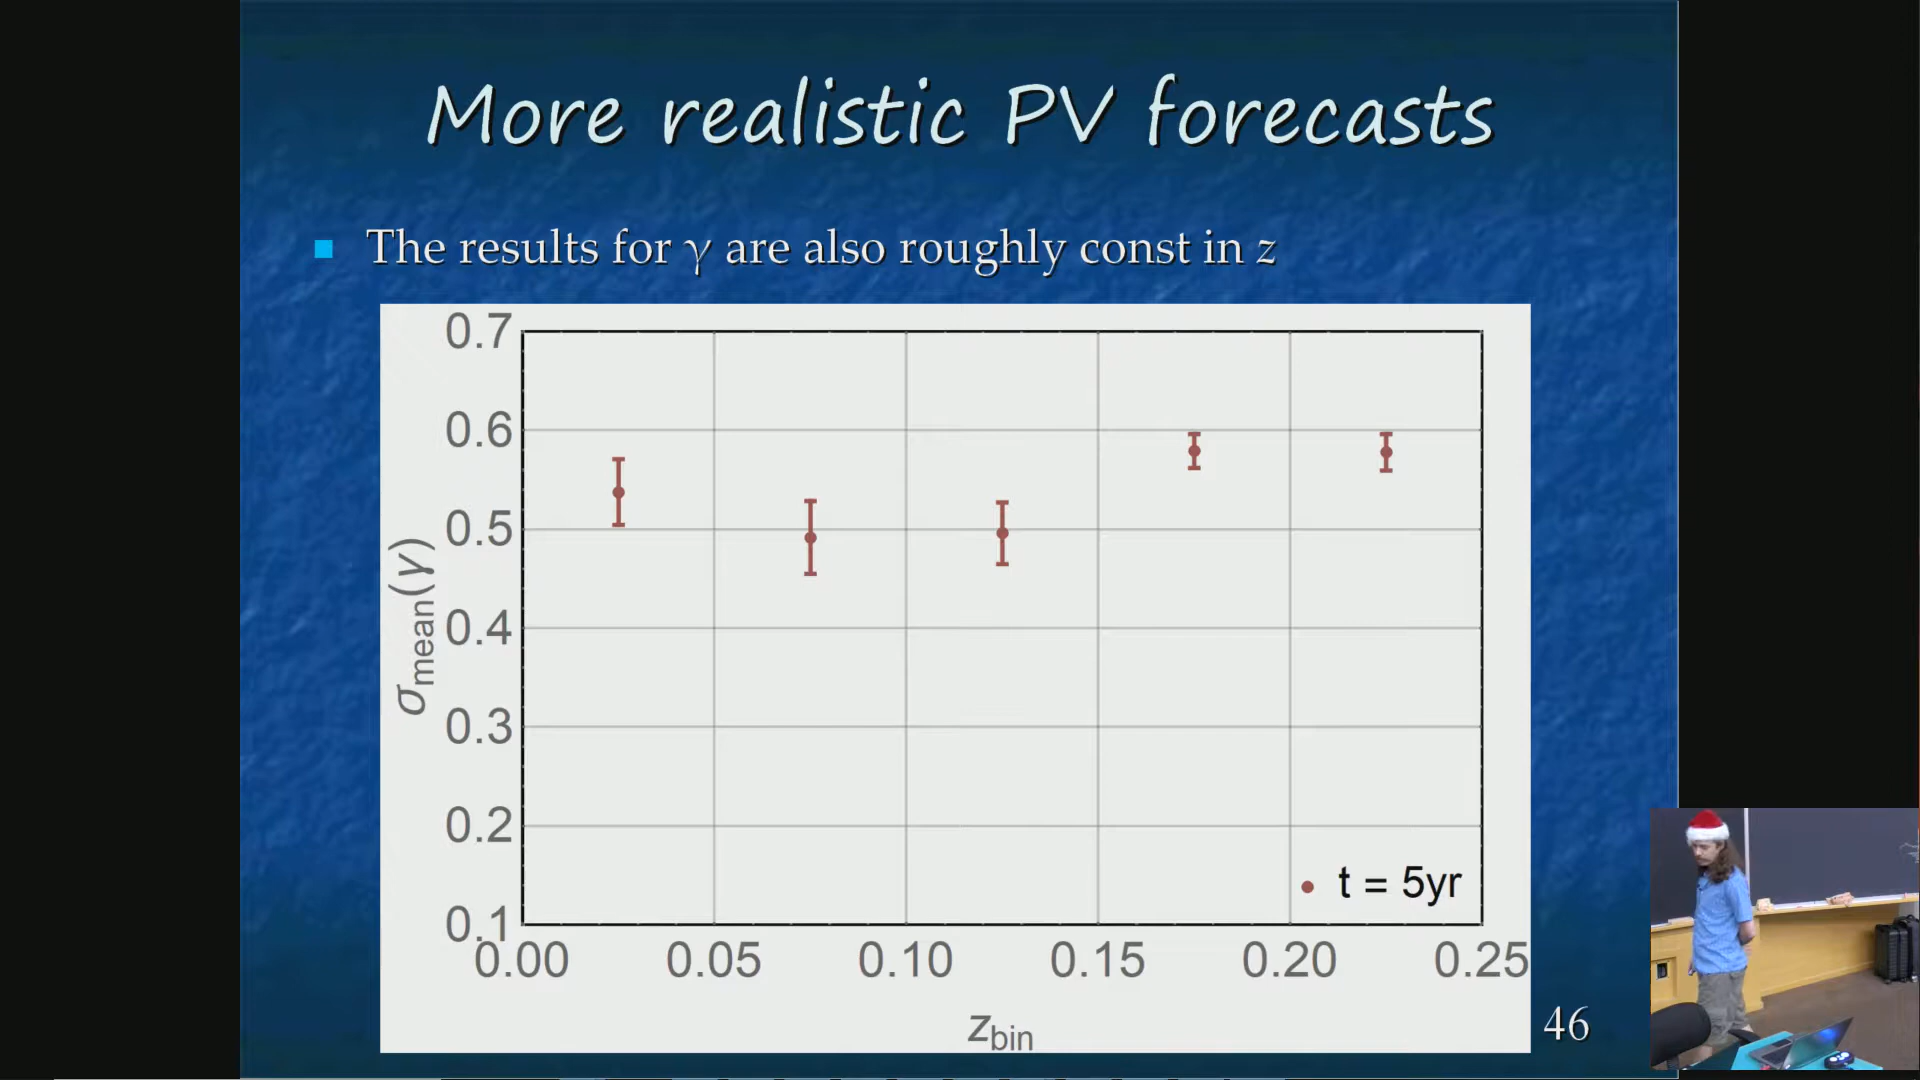 More realistic PV forecasts
The results for γ are also roughly const in z
0.7
0.6
0.5
0.4
0.3
0.2
0.1
σmean(γ)
t = 5yr
0.00 0.05 0.10 0.15 0.20 0.25
zbin
46